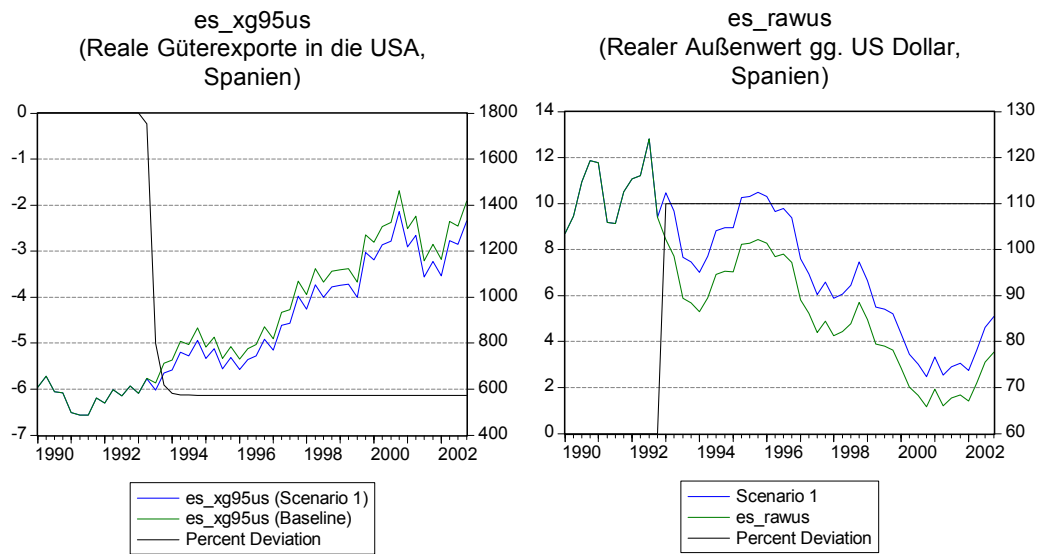 es_xg95us
(Reale Güterexporte in die USA,
Spanien)
0
-1
-2
-3
-4
-5
-6
-7
1800
1600
1400
1200
1000
800
600
400
1990 1992 1994 1996 1998 2000 2002
es_xg95us (Scenario 1)
es_xg95us (Baseline)
Percent Deviation
es_rawus
(Realer Außenwert gg. US Dollar,
Spanien)
14
12
10
8
6
4
2
0
130
120
110
100
90
80
70
60
1990 1992 1994 1996 1998 2000 2002
Scenario 1
es_rawus
Percent Deviation